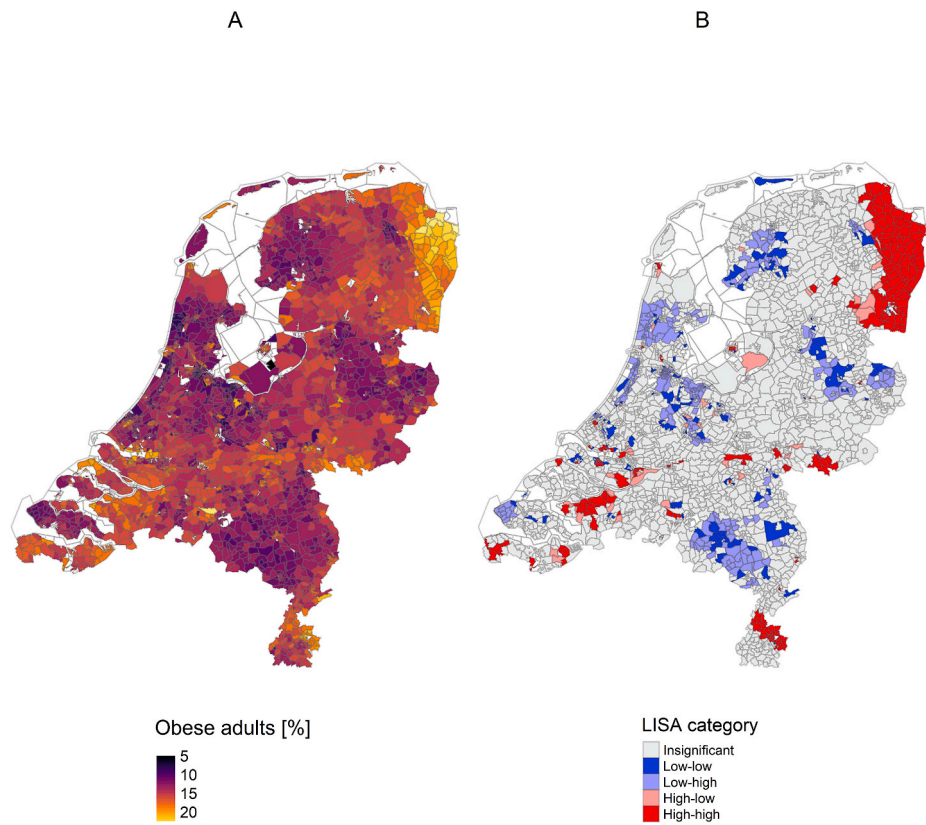 A
B
Obese adults [%]
5
10
15
20
LISA category
Insignificant
Low-low
Low-high
High-low
High-high